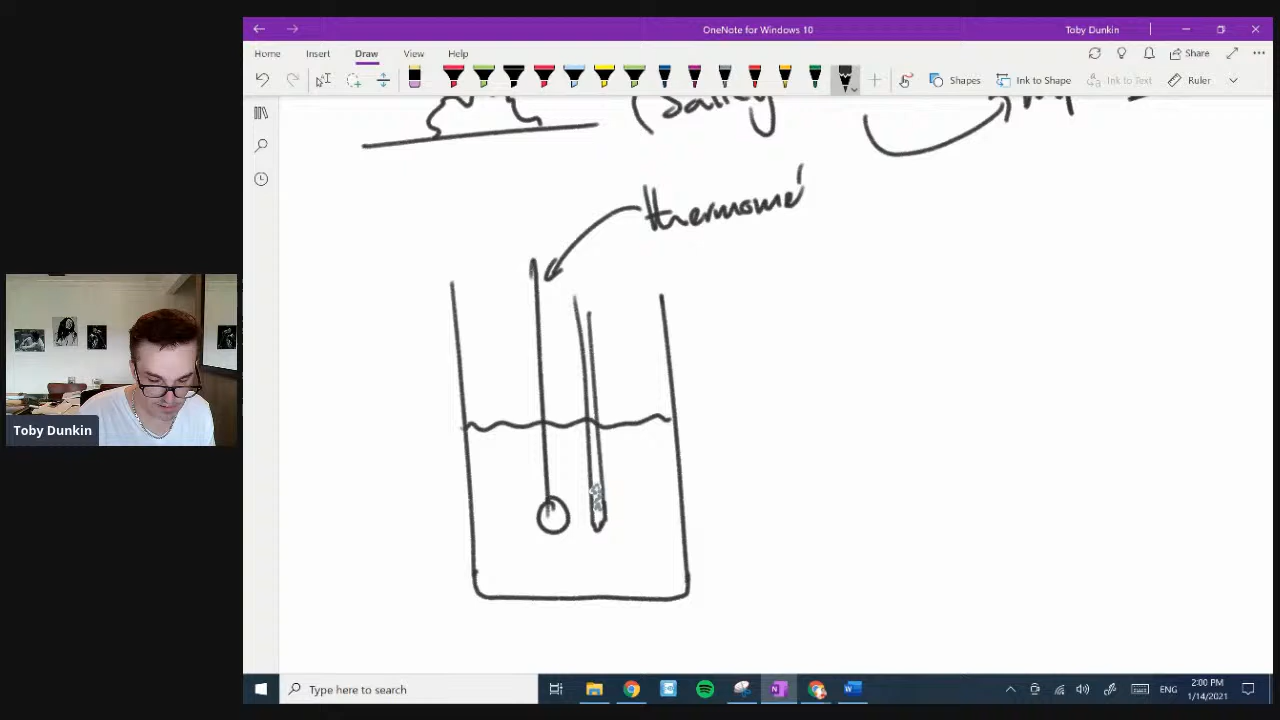 OneNote for Windows 10
Toby Dunkin
Home Insert Draw View Help
Share
Shapes
Ink to Shape
Ink to Text
Ruler
thermome
Toby Dunkin
Type here to search
ENG
2:00 PM
1/14/2021